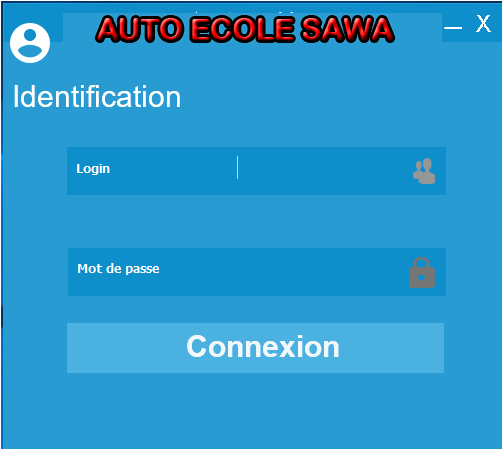 AUTO ECOLE SAWA
X
Identification
Login
Mot de passe
Connexion